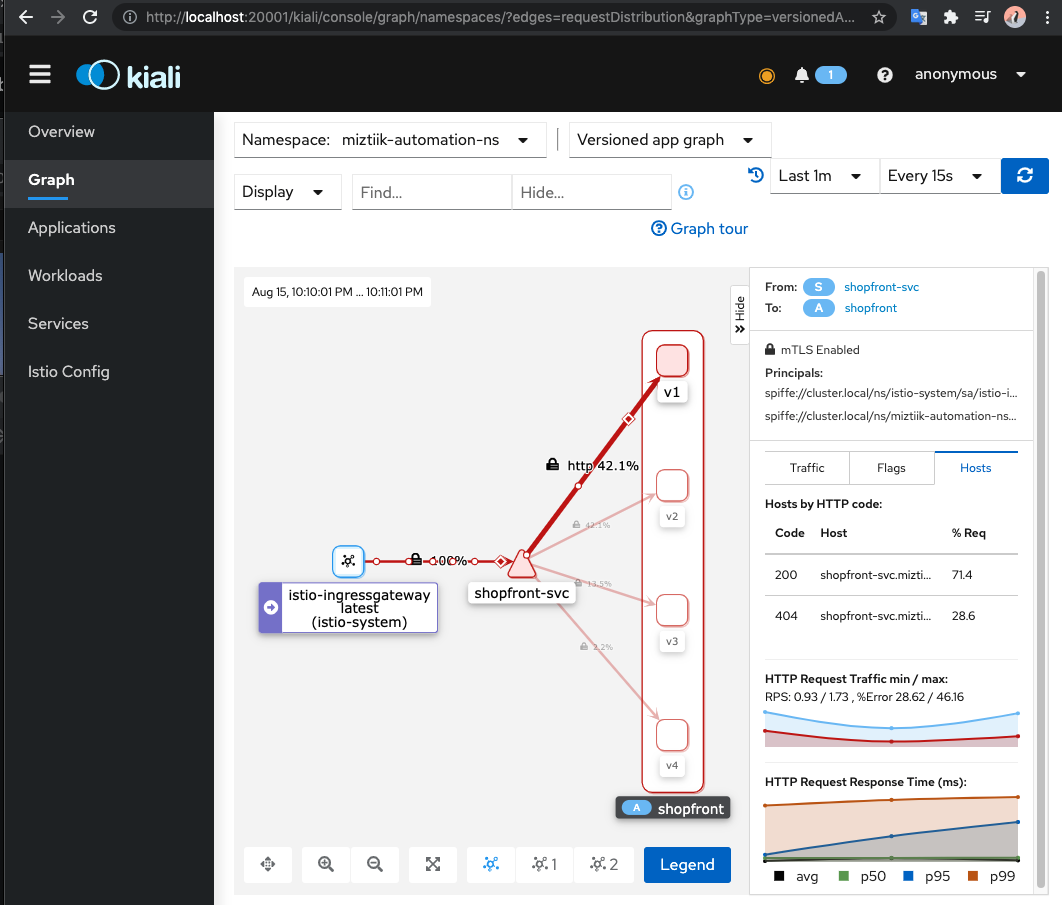 http://localhost:20001/kiali/console/graph/namespaces/?edges=requestDistribution&graphType=versionedA...
kiali
1
anonymous
Overview
Graph
Applications
Workloads
Services
Istio Config
Namespace: miztiik-automation-ns
Versioned app graph
Display
Find...
Hide...
Last 1m
Every 15s
Graph tour
Aug 15, 10:10:01 PM ... 10:11:01 PM
Hide
v1
http 42.1%
v2
42.1%
100%
shopfront-svc
13.5%
v3
2.2%
v4
istio-ingressgateway
latest
(istio-system)
A shopfront
1
2
Legend
From: S shopfront-svc
To: A shopfront
mTLS Enabled
Principals:
spiffe://cluster.local/ns/istio-system/sa/istio-i...
spiffe://cluster.local/ns/miztiik-automation-ns...
Traffic Flags Hosts
Hosts by HTTP code:
Code Host % Req
200 shopfront-svc.mizti... 71.4
404 shopfront-svc.mizti... 28.6
HTTP Request Traffic min / max:
RPS: 0.93 / 1.73 , %Error 28.62 / 46.16
HTTP Request Response Time (ms):
avg p50 p95 p99